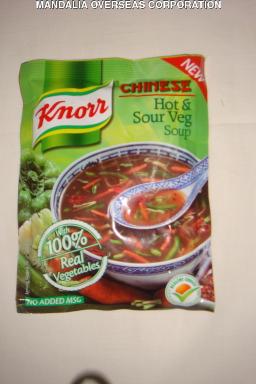 MANDALIA OVERSEAS CORPORATION
NEW
Knorr
CHINESE
Hot &
Sour Veg
Soup
With
100%
Real
Vegetables
NO ADDED MSG